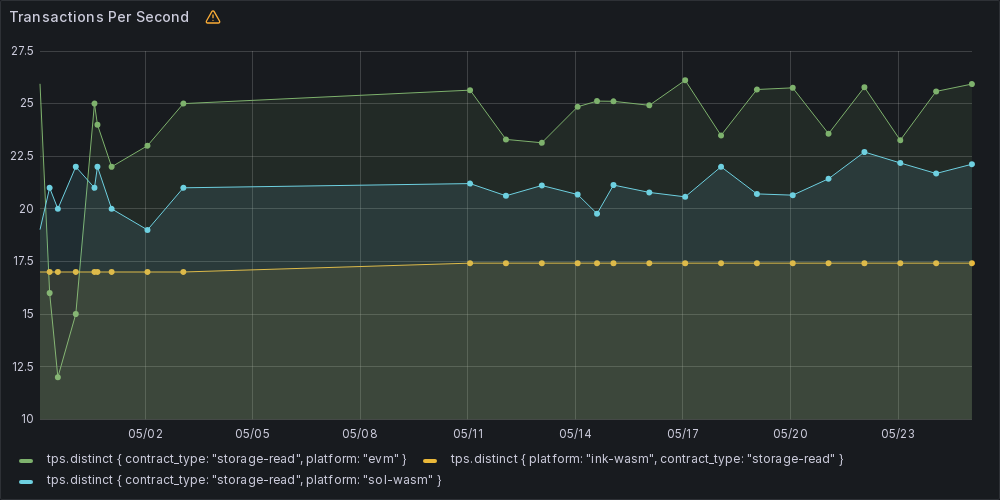 Transactions Per Second
27.5
25
22.5
20
17.5
15
12.5
10
05/02 05/05 05/08 05/11 05/14 05/17 05/20 05/23
tps.distinct { contract_type: "storage-read", platform: "evm" } tps.distinct { platform: "ink-wasm", contract_type: "storage-read" }
tps.distinct { contract_type: "storage-read", platform: "sol-wasm" }